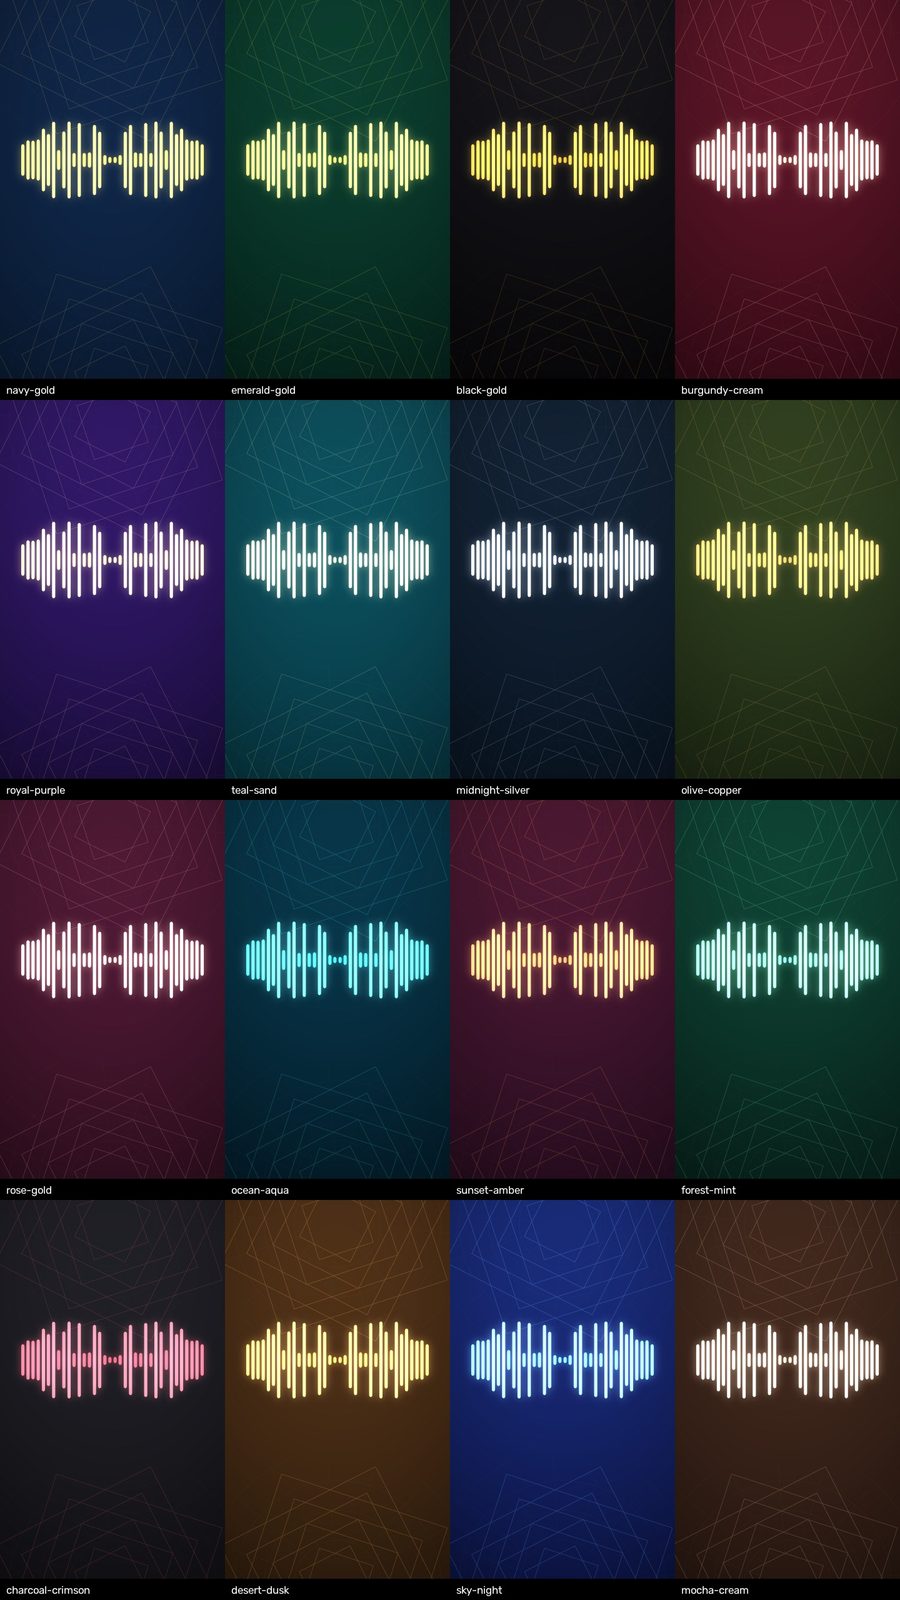 navy-gold
emerald-gold
black-gold
burgundy-cream
royal-purple
teal-sand
midnight-silver
olive-copper
rose-gold
ocean-aqua
sunset-amber
forest-mint
charcoal-crimson
desert-dusk
sky-night
mocha-cream